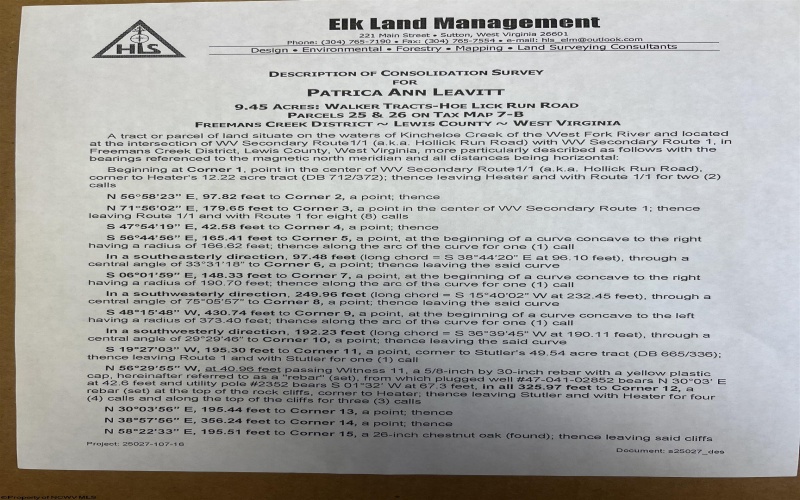 HLS
Elk Land Management
221 Main Street • Sutton, West Virginia 26601
Phone: (304) 765-7190 • Fax: (304) 765-7554 • e-mail: hls_elm@outlook.com
Design • Environmental • Forestry • Mapping • Land Surveying Consultants
DESCRIPTION OF CONSOLIDATION SURVEY
FOR
PATRICA ANN LEAVITT
9.45 ACRES: WALKER TRACTS-HOE LICK RUN ROAD
PARCELS 25 & 26 ON TAX MAP 7-B
FREEMANS CREEK DISTRICT ~ LEWIS COUNTY ~ WEST VIRGINIA
A tract or parcel of land situate on the waters of Kincheloe Creek of the West Fork River and located
at the intersection of WV Secondary Route1/1 (a.k.a. Hollick Run Road) with WV Secondary Route 1, in
Freemans Creek District, Lewis County, West Virginia, more particularly described as follows with the
bearings referenced to the magnetic north meridian and all distances being horizontal:
Beginning at Corner 1, point in the center of WV Secondary Route1/1 (a.k.a. Hollick Run Road),
corner to Heater's 12.22 acre tract (DB 712/372); thence leaving Heater and with Route 1/1 for two (2)
calls
N 56°58'23" E, 97.82 feet to Corner 2, a point; thence
N 71°56'02" E, 179.65 feet to Corner 3, a point in the center of WV Secondary Route 1; thence
leaving Route 1/1 and with Route 1 for eight (8) calls
S 47°54'19" E, 42.58 feet to Corner 4, a point; thence
S 56°44'56" E, 165.41 feet to Corner 5, a point, at the beginning of a curve concave to the right
having a radius of 166.62 feet; thence along the arc of the curve for one (1) call
In a southeasterly direction, 97.48 feet (long chord = S 38°44'20" E at 96.10 feet), through a
central angle of 33°31'18" to Corner 6, a point; thence leaving the said curve
S 06°01'59" E, 148.33 feet to Corner 7, a point, at the beginning of a curve concave to the right
having a radius of 190.70 feet; thence along the arc of the curve for one (1) call
In a southwesterly direction, 249.96 feet (long chord = S 15°40'02" W at 232.45 feet), through a
central angle of 75°05'57" to Corner 8, a point; thence leaving the said curve
S 48°15'48" W, 430.74 feet to Corner 9, a point, at the beginning of a curve concave to the left
having a radius of 373.40 feet; thence along the arc of the curve for one (1) call
In a southwesterly direction, 192.23 feet (long chord = S 36°39'45" W at 190.11 feet), through a
central angle of 29°29'46" to Corner 10, a point; thence leaving the said curve
S 19°27'03" W, 195.30 feet to Corner 11, a point, corner to Stutler's 49.54 acre tract (DB 665/336);
thence leaving Route 1 and with Stutler for one (1) call
N 56°29'55" W, at 40.96 feet passing Witness 11, a 5/8-inch by 30-inch rebar with a yellow plastic
cap, hereinafter referred to as a "rebar" (set), from which plugged well #47-041-02852 bears N 30°03' E
at 42.6 feet and utility pole #2352 bears S 01°32' W at 67.3 feet, in all 325.97 feet to Corner 12, a
rebar (set) at the top of the rock cliffs, corner to Heater; thence leaving Stutler and with Heater for four
(4) calls and along the top of the cliffs for three (3) calls
N 30°03'56" E, 195.44 feet to Corner 13, a point; thence
N 38°57'56" E, 356.24 feet to Corner 14, a point; thence
N 58°22'33" E, 195.51 feet to Corner 15, a 26-inch chestnut oak (found); thence leaving said cliffs
Project: 25027-107-18
Document: s25027_des
©Property of NCWV MLS